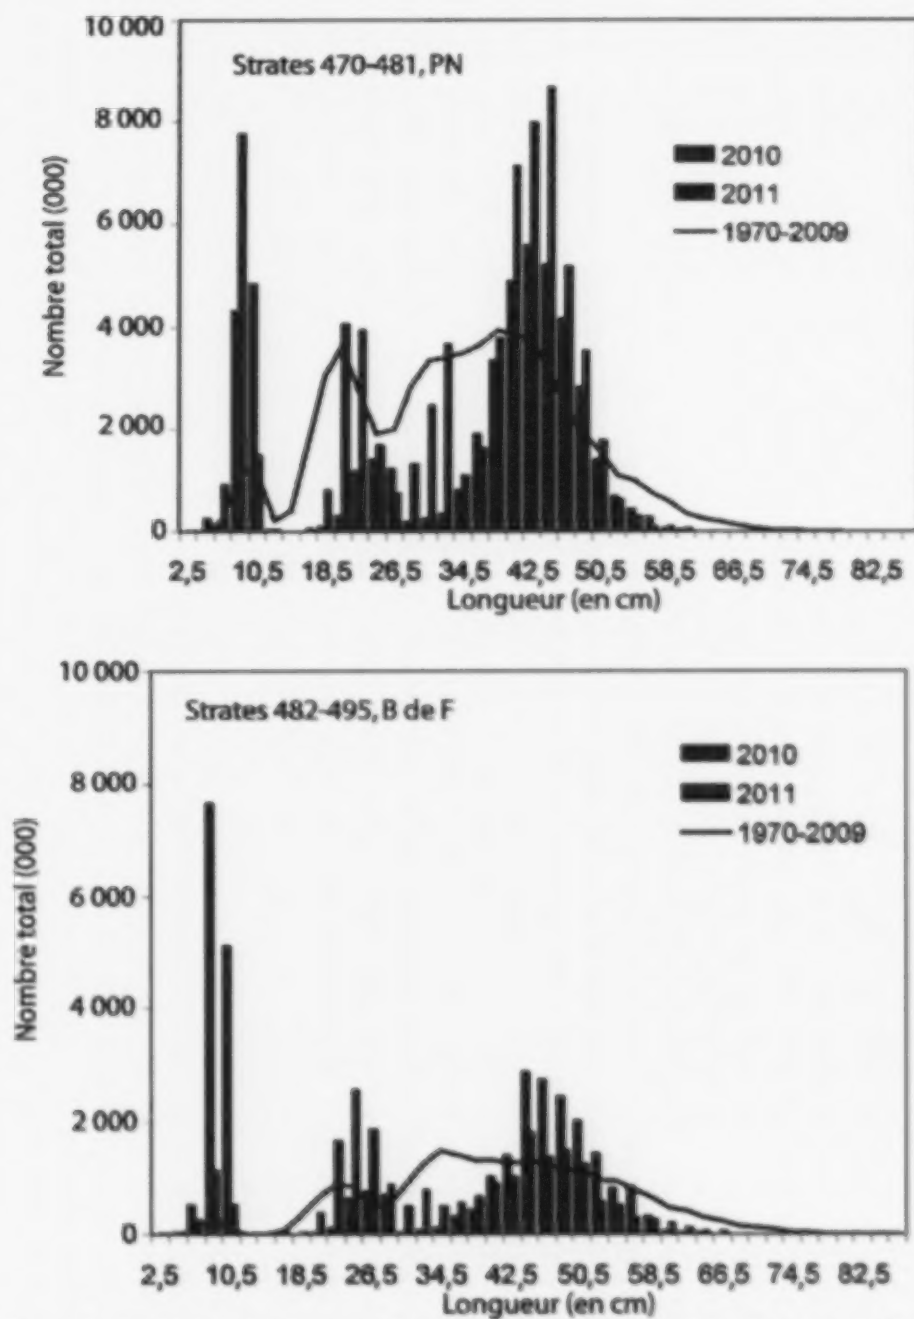 10 000
8 000
6 000
4 000
2 000
0
Nombre total (000)
Strates 470-481, PN
2010
2011
1970-2009
2,5 10,5 18,5 26,5 34,5 42,5 50,5 58,5 66,5 74,5 82,5
Longueur (en cm)
10 000
8 000
6 000
4 000
2 000
0
Nombre total (000)
Strates 482-495, B de F
2010
2011
1970-2009
2,5 10,5 18,5 26,5 34,5 42,5 50,5 58,5 66,5 74,5 82,5
Longueur (en cm)